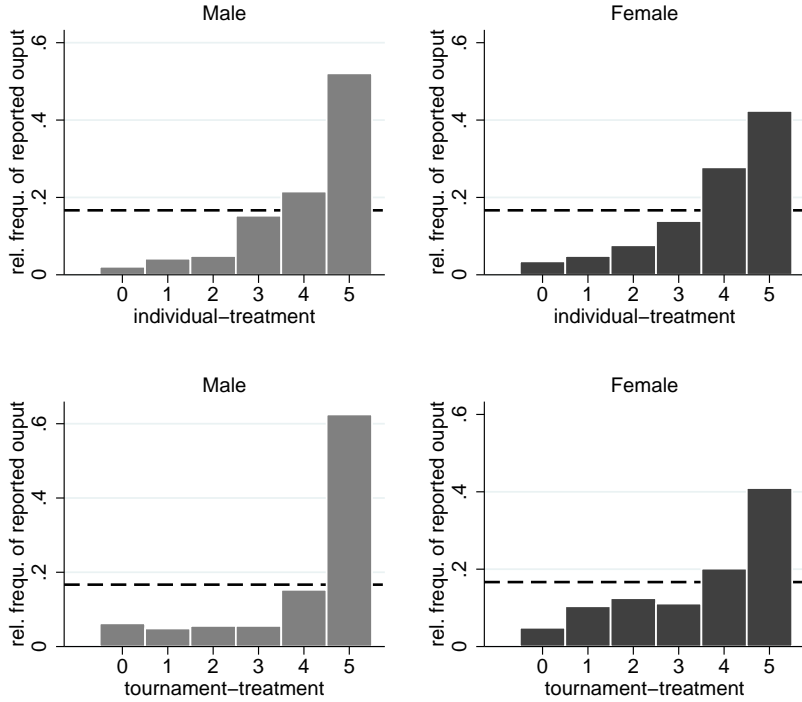 Male
rel. frequ. of reported ouput
0 .2 .4 .6
0 1 2 3 4 5
individual−treatment
Female
rel. frequ. of reported ouput
0 .2 .4 .6
0 1 2 3 4 5
individual−treatment
Male
rel. frequ. of reported ouput
0 .2 .4 .6
0 1 2 3 4 5
tournament−treatment
Female
rel. frequ. of reported ouput
0 .2 .4 .6
0 1 2 3 4 5
tournament−treatment